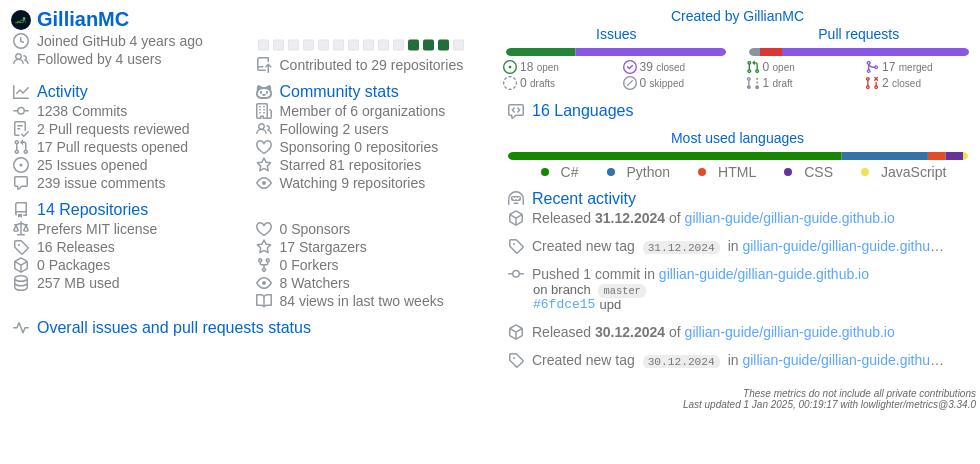 GillianMC
Joined GitHub 4 years ago
Followed by 4 users
Contributed to 29 repositories
Activity
1238 Commits
2 Pull requests reviewed
17 Pull requests opened
25 Issues opened
239 issue comments
Community stats
Member of 6 organizations
Following 2 users
Sponsoring 0 repositories
Starred 81 repositories
Watching 9 repositories
14 Repositories
Prefers MIT license
16 Releases
0 Packages
257 MB used
0 Sponsors
17 Stargazers
0 Forkers
8 Watchers
84 views in last two weeks
Overall issues and pull requests status
Created by GillianMC
Issues
18 open 39 closed
0 drafts 0 skipped
Pull requests
0 open 17 merged
1 draft 2 closed
16 Languages
Most used languages
C# Python HTML CSS JavaScript
Recent activity
Released 31.12.2024 of gillian-guide/gillian-guide.github.io
Created new tag 31.12.2024 in gillian-guide/gillian-guide.githu…
Pushed 1 commit in gillian-guide/gillian-guide.github.io
on branch master
#6fdce15 upd
Released 30.12.2024 of gillian-guide/gillian-guide.github.io
Created new tag 30.12.2024 in gillian-guide/gillian-guide.githu…
These metrics do not include all private contributions
Last updated 1 Jan 2025, 00:19:17 with lowlighter/metrics@3.34.0